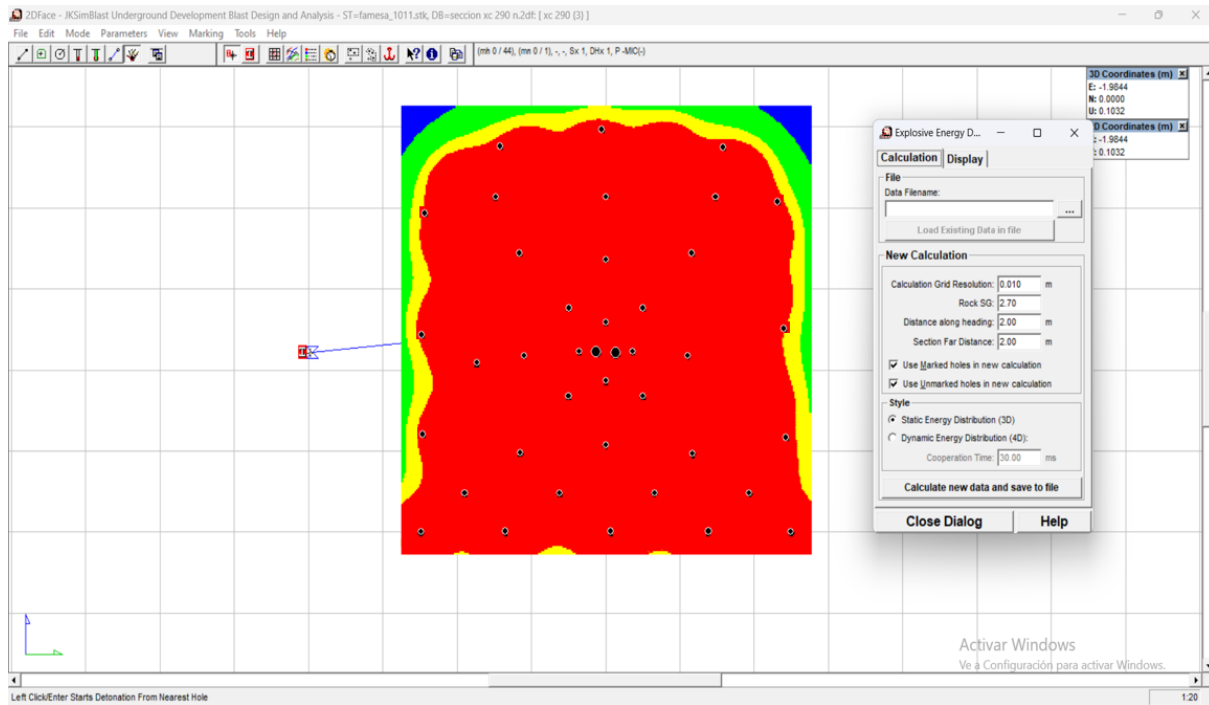 2DFace - JKSimBlast Underground Development Blast Design and Analysis - ST=famesa_1011.stk, DB=seccion xc 290 n.2df: [ xc 290 (3) ]
File Edit Mode Parameters View Marking Tools Help
(mh 0 / 44), (mn 0 / 1), -, -, Sx 1, DHx 1, P -MIC(-)
3D Coordinates (m)
E: -1.9844
N: 0.0000
U: 0.1032
D Coordinates (m)
: -1.9844
: 0.1032
Explosive Energy D...
Calculation Display
File
Data Filename:
...
Load Existing Data in file
New Calculation
Calculation Grid Resolution: 0.010 m
Rock SG: 2.70
Distance along heading: 2.00 m
Section Far Distance: 2.00 m
Use Marked holes in new calculation
Use Unmarked holes in new calculation
Style
Static Energy Distribution (3D)
Dynamic Energy Distribution (4D):
Cooperation Time: 30.00 ms
Calculate new data and save to file
Close Dialog Help
Activar Windows
Ve a Configuración para activar Windows.
Left Click/Enter Starts Detonation From Nearest Hole
1:20